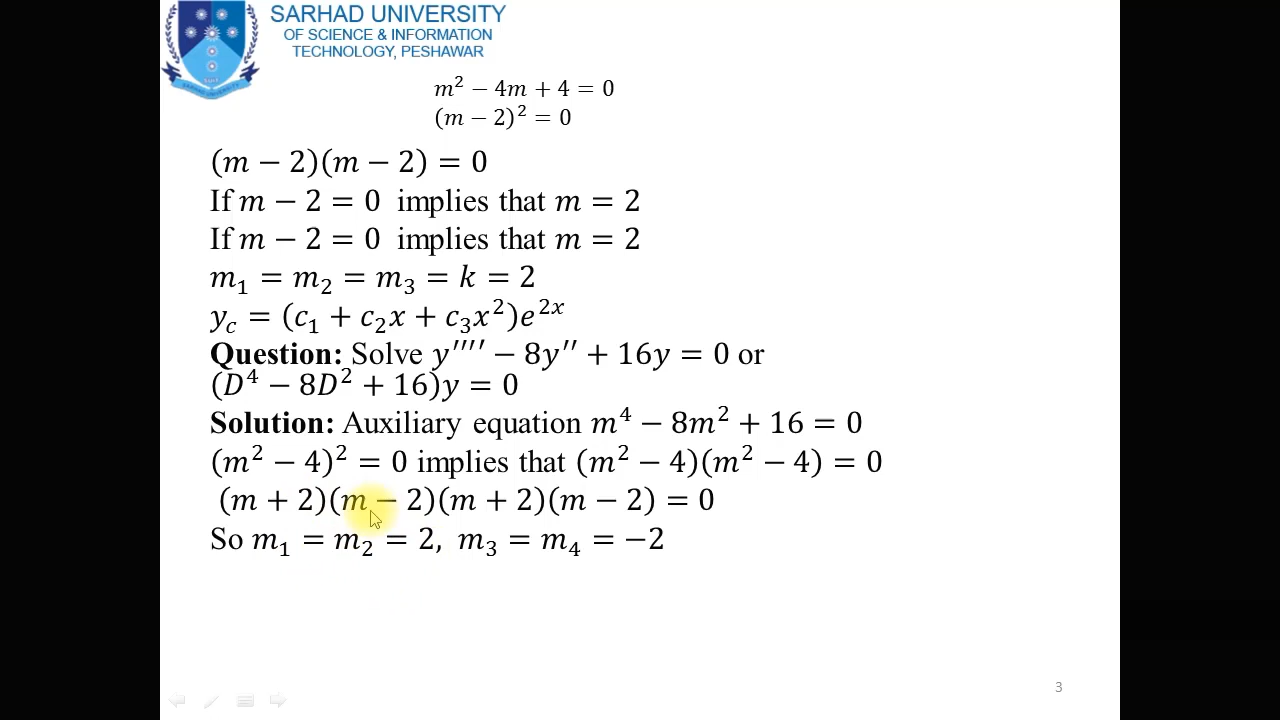 SARHAD UNIVERSITY
OF SCIENCE & INFORMATION
TECHNOLOGY, PESHAWAR
m² − 4m + 4 = 0
(m − 2)² = 0
(m − 2)(m − 2) = 0
If m − 2 = 0 implies that m = 2
If m − 2 = 0 implies that m = 2
m₁ = m₂ = m₃ = k = 2
y_c = (c₁ + c₂x + c₃x²)e²ˣ
Question: Solve y′′′′ − 8y′′ + 16y = 0 or
(D⁴ − 8D² + 16)y = 0
Solution: Auxiliary equation m⁴ − 8m² + 16 = 0
(m² − 4)² = 0 implies that (m² − 4)(m² − 4) = 0
(m + 2)(m − 2)(m + 2)(m − 2) = 0
So m₁ = m₂ = 2, m₃ = m₄ = −2
3